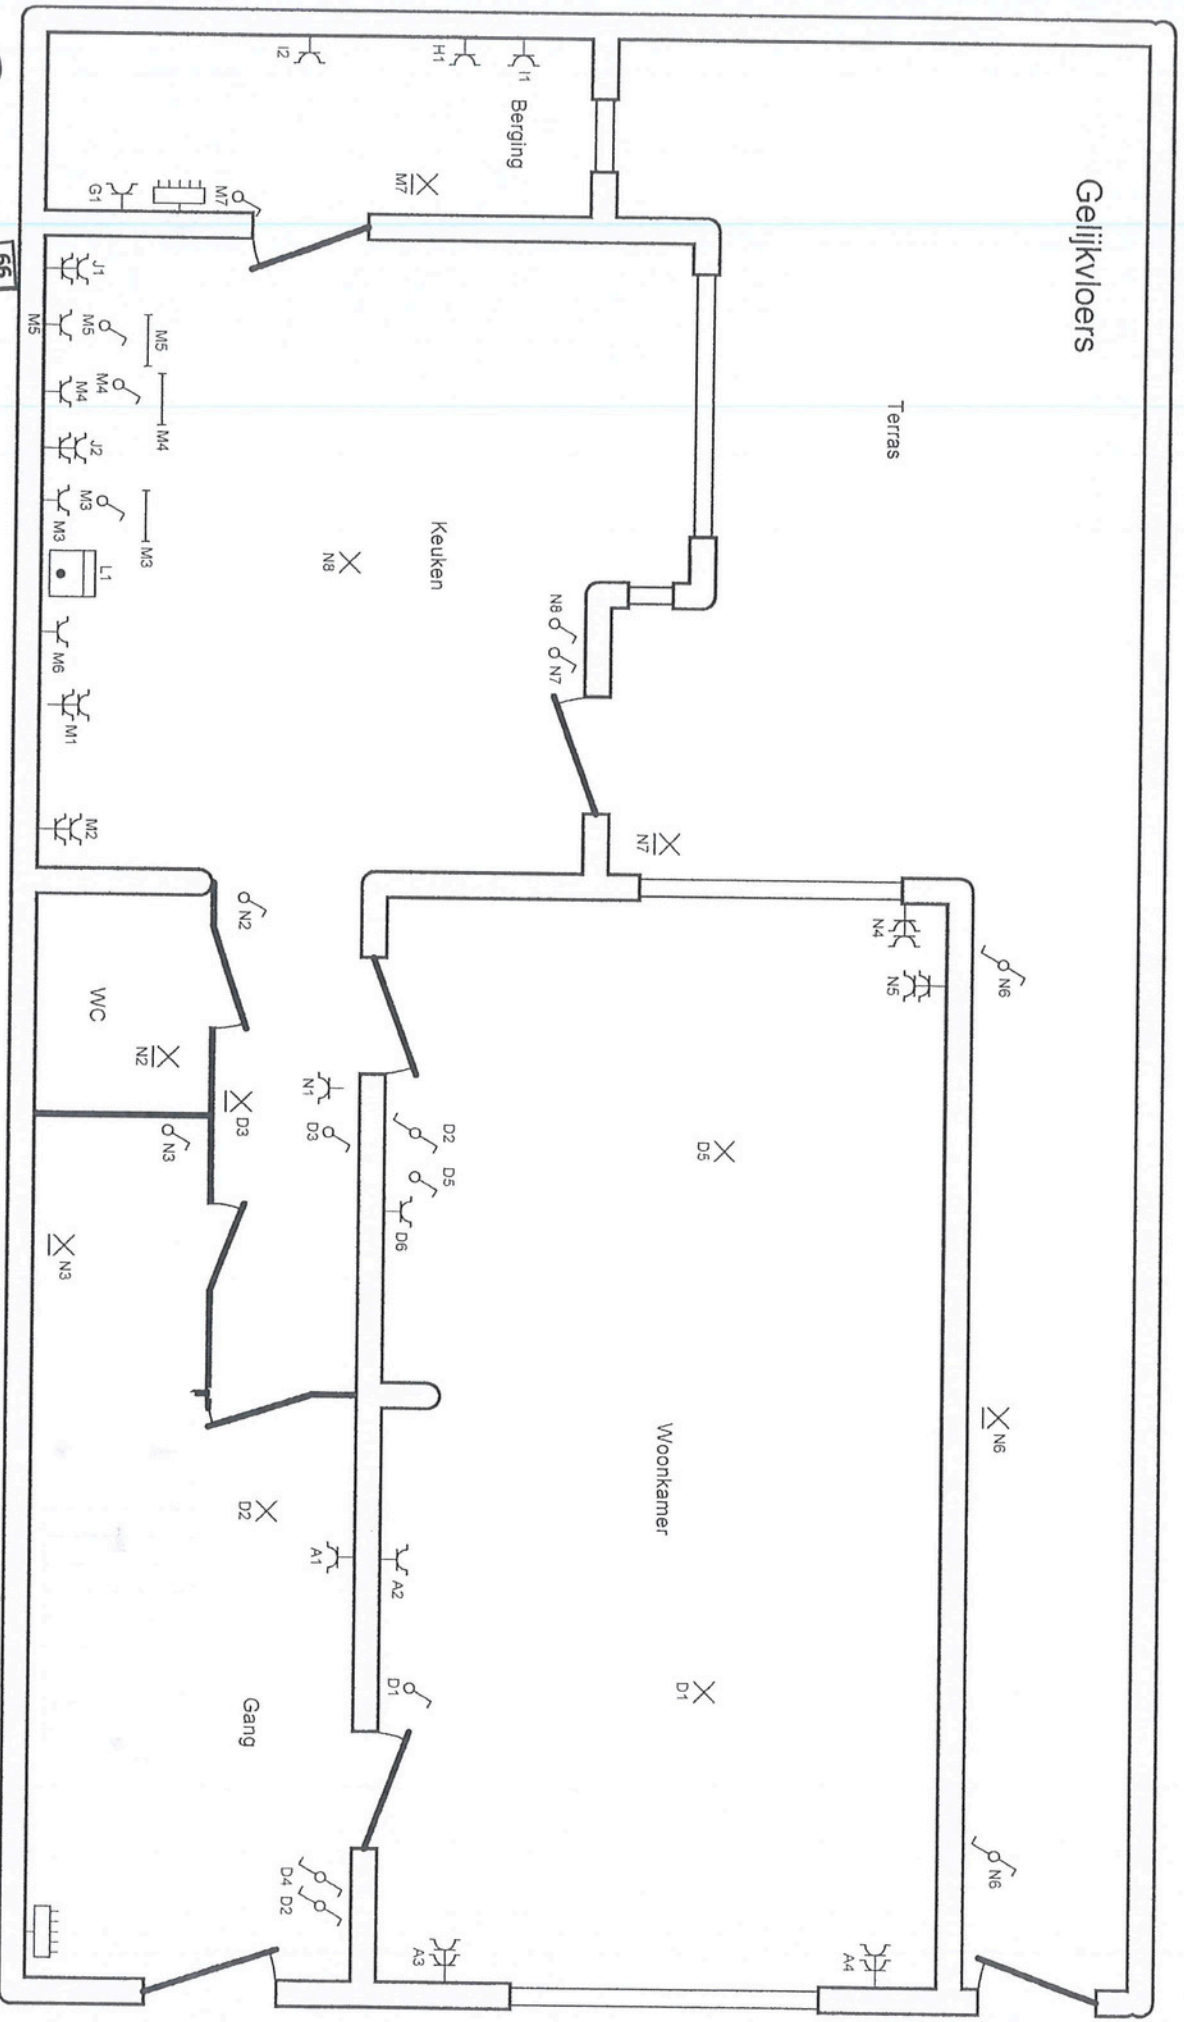 Gelijkvloers
N6
N6
N6
Terras
N5
N4
A4
D5
D1
Woonkamer
N7
N8
N7
I1
Berging
D2
D5
H1
Keuken
A3
M7
D6
A2
D1
N8
A1
D3
N1
D4 D2
I2
Gang
N2
D2
D3
M7
M5
M4
N3
M3
N2
L1
M4
J1
J2
WC
G1
M2
M5
M3
M4
M1
N3
M6
M3
M5